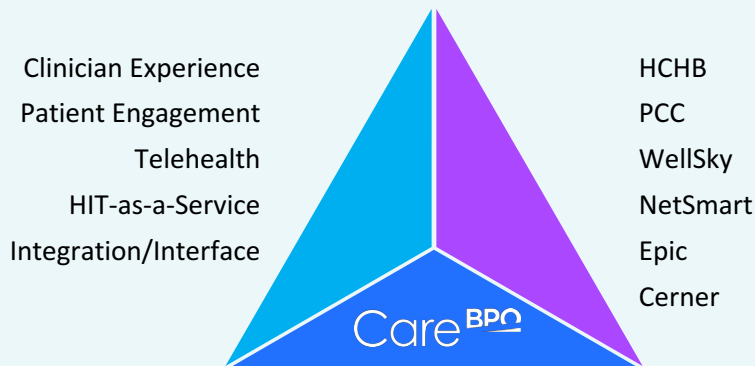 Clinician Experience
Patient Engagement
Telehealth
HIT-as-a-Service
Integration/Interface
HCHB
PCC
WellSky
NetSmart
Epic
Cerner
Care BPO